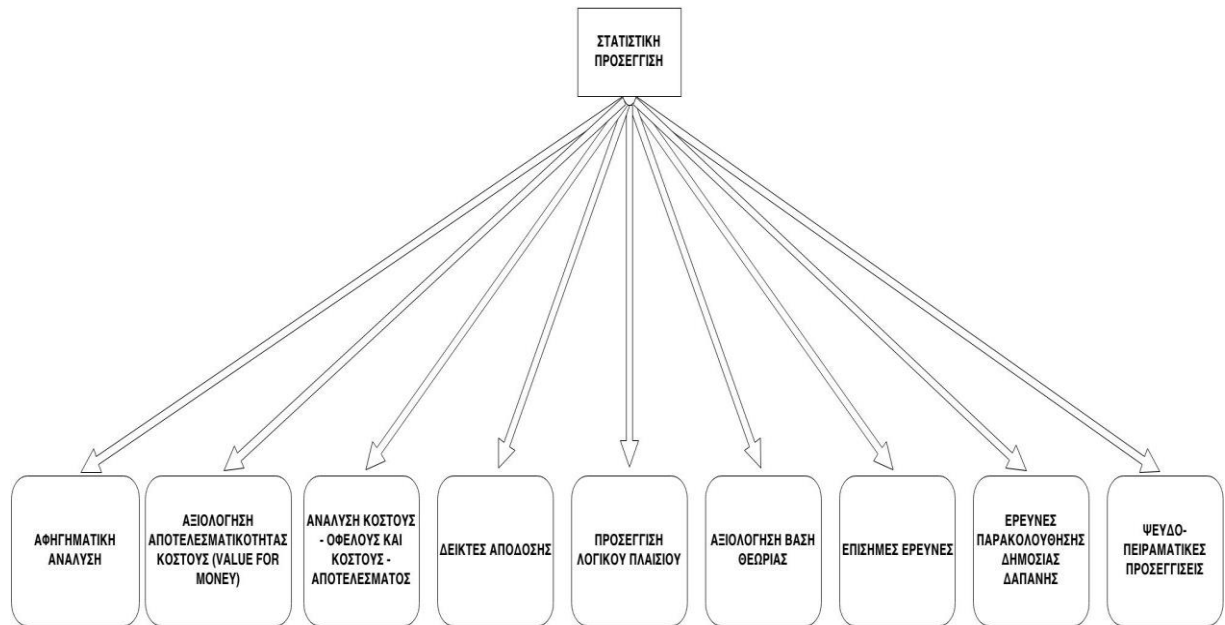 ΣΤΑΤΙΣΤΙΚΗ
ΠΡΟΣΕΓΓΙΣΗ
ΑΦΗΓΗΜΑΤΙΚΗ
ΑΝΑΛΥΣΗ
ΑΞΙΟΛΟΓΗΣΗ
ΑΠΟΤΕΛΕΣΜΑΤΙΚΟΤΗΤΑΣ
ΚΟΣΤΟΥΣ (VALUE FOR
MONEY)
ΑΝΑΛΥΣΗ ΚΟΣΤΟΥΣ
- ΟΦΕΛΟΥΣ ΚΑΙ
ΚΟΣΤΟΥΣ -
ΑΠΟΤΕΛΕΣΜΑΤΟΣ
ΔΕΙΚΤΕΣ ΑΠΟΔΟΣΗΣ
ΠΡΟΣΕΓΓΙΣΗ
ΛΟΓΙΚΟΥ ΠΛΑΙΣΙΟΥ
ΑΞΙΟΛΟΓΗΣΗ ΒΑΣΗ
ΘΕΩΡΙΑΣ
ΕΠΙΣΗΜΕΣ ΕΡΕΥΝΕΣ
ΕΡΕΥΝΕΣ
ΠΑΡΑΚΟΛΟΥΘΗΣΗΣ
ΔΗΜΟΣΙΑΣ
ΔΑΠΑΝΗΣ
ΨΕΥΔΟ-
ΠΕΙΡΑΜΑΤΙΚΕΣ
ΠΡΟΣΕΓΓΙΣΕΙΣ